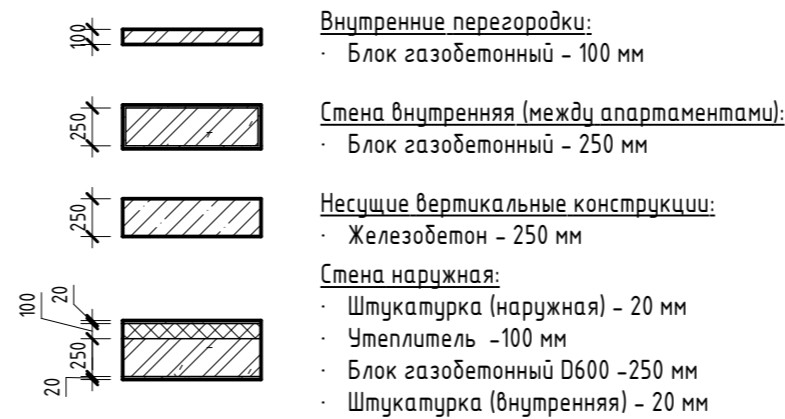 100
Внутренние перегородки:
· Блок газобетонный – 100 мм
250
Стена внутренняя (между апартаментами):
· Блок газобетонный – 250 мм
250
Несущие вертикальные конструкции:
· Железобетон – 250 мм
Стена наружная:
100
20
250
20
· Штукатурка (наружная) – 20 мм
· Утеплитель –100 мм
· Блок газобетонный D600 –250 мм
· Штукатурка (внутренняя) – 20 мм